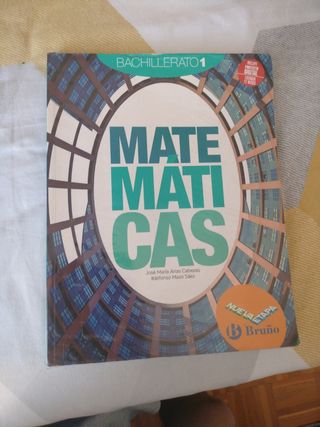 BACHILLERATO 1
MATE
MATI
CAS
José María Arias Cabezas
Ildefonso Maza Sáez
NUEVA ETAPA
B Bruño